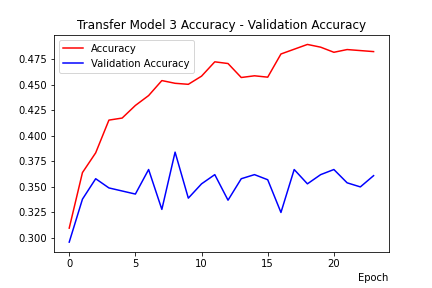 Transfer Model 3 Accuracy - Validation Accuracy
Accuracy
Validation Accuracy
0.475
0.450
0.425
0.400
0.375
0.350
0.325
0.300
0 5 10 15 20
Epoch